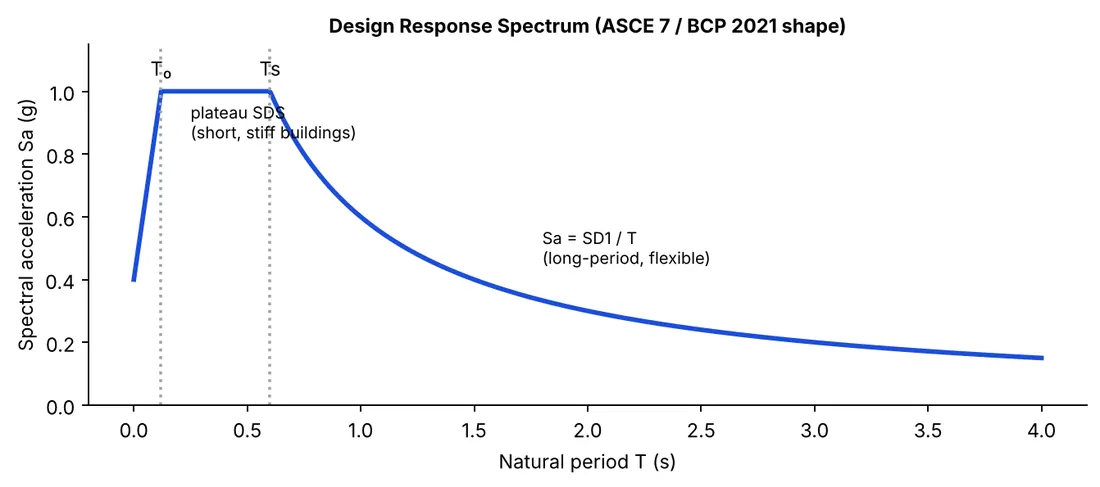 Design Response Spectrum (ASCE 7 / BCP 2021 shape)
T₀ Ts
plateau SDS
(short, stiff buildings)
Sa = SD1 / T
(long-period, flexible)
Spectral acceleration Sa (g)
1.0
0.8
0.6
0.4
0.2
0.0
0.0 0.5 1.0 1.5 2.0 2.5 3.0 3.5 4.0
Natural period T (s)